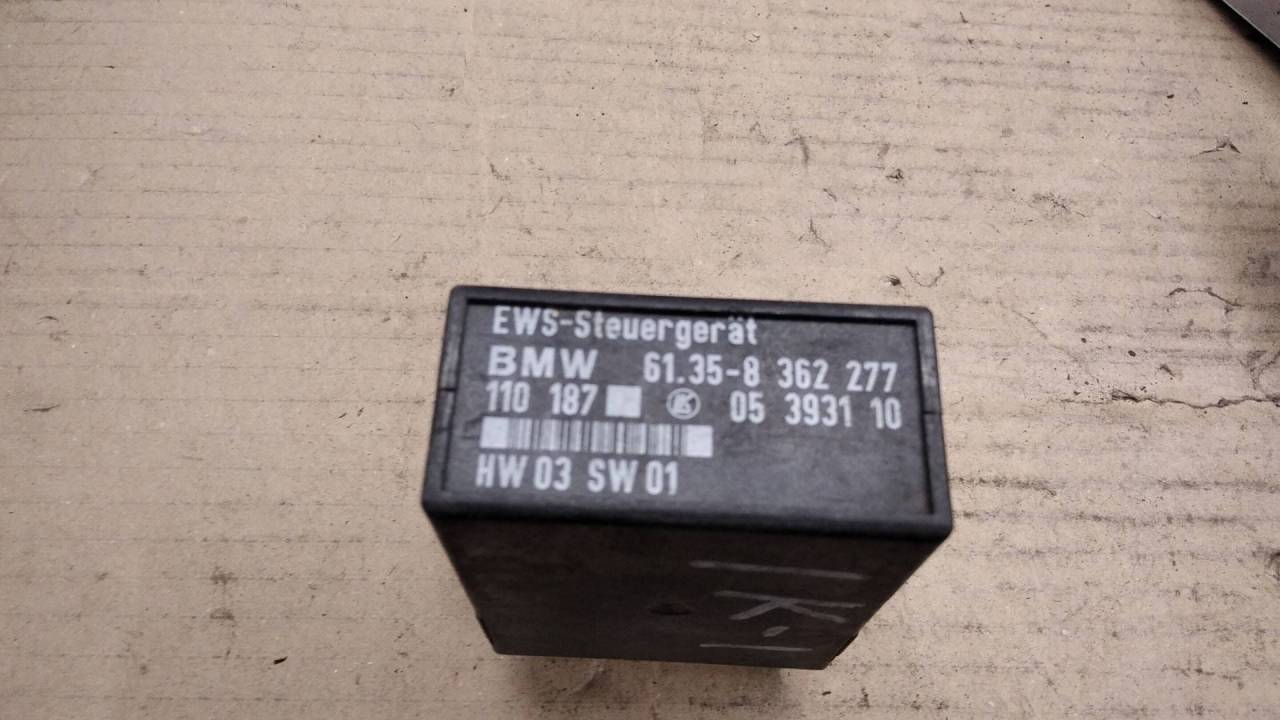 EWS-Steuergerät
BMW 61.35-8 362 277
110 187 05 3931 10
HW 03 SW 01